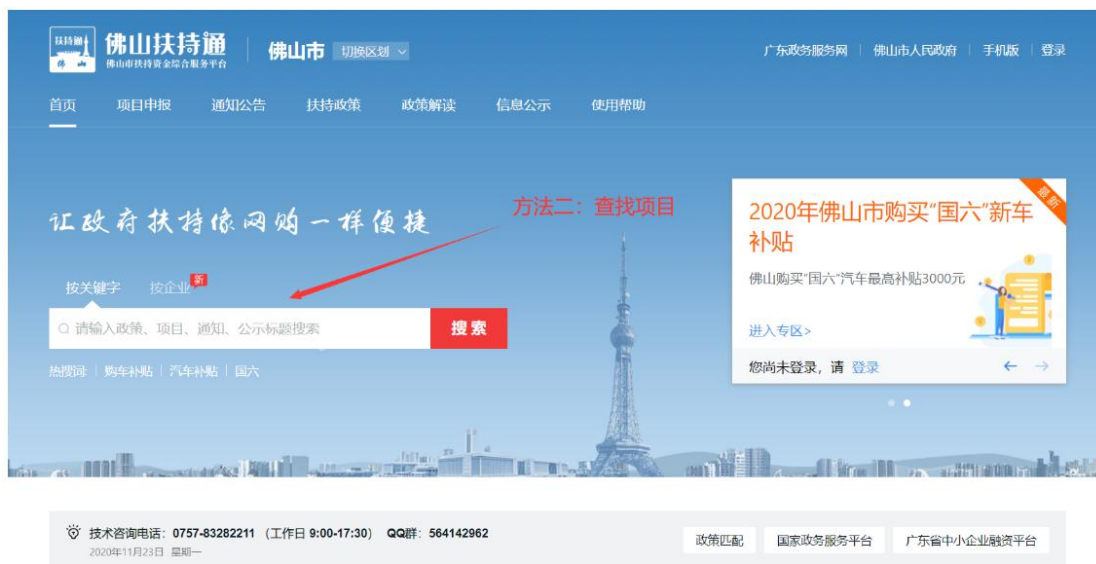 扶持通
佛山
佛山扶持通
佛山市扶持资金综合服务平台
佛山市 切换区划
广东政务服务网 佛山市人民政府 手机版 登录
首页 项目申报 通知公告 扶持政策 政策解读 信息公示 使用帮助
让政府扶持像网购一样便捷
方法二：查找项目
按关键字 按企业 新
请输入政策、项目、通知、公示标题搜索 搜索
热搜词 购车补贴 汽车补贴 国六
最新
2020年佛山市购买“国六”新车
补贴
佛山购买“国六”汽车最高补贴3000元
进入专区>
您尚未登录，请 登录
技术咨询电话：0757-83282211 （工作日 9:00-17:30） QQ群：564142962
2020年11月23日 星期一
政策匹配 国家政务服务平台 广东省中小企业融资平台